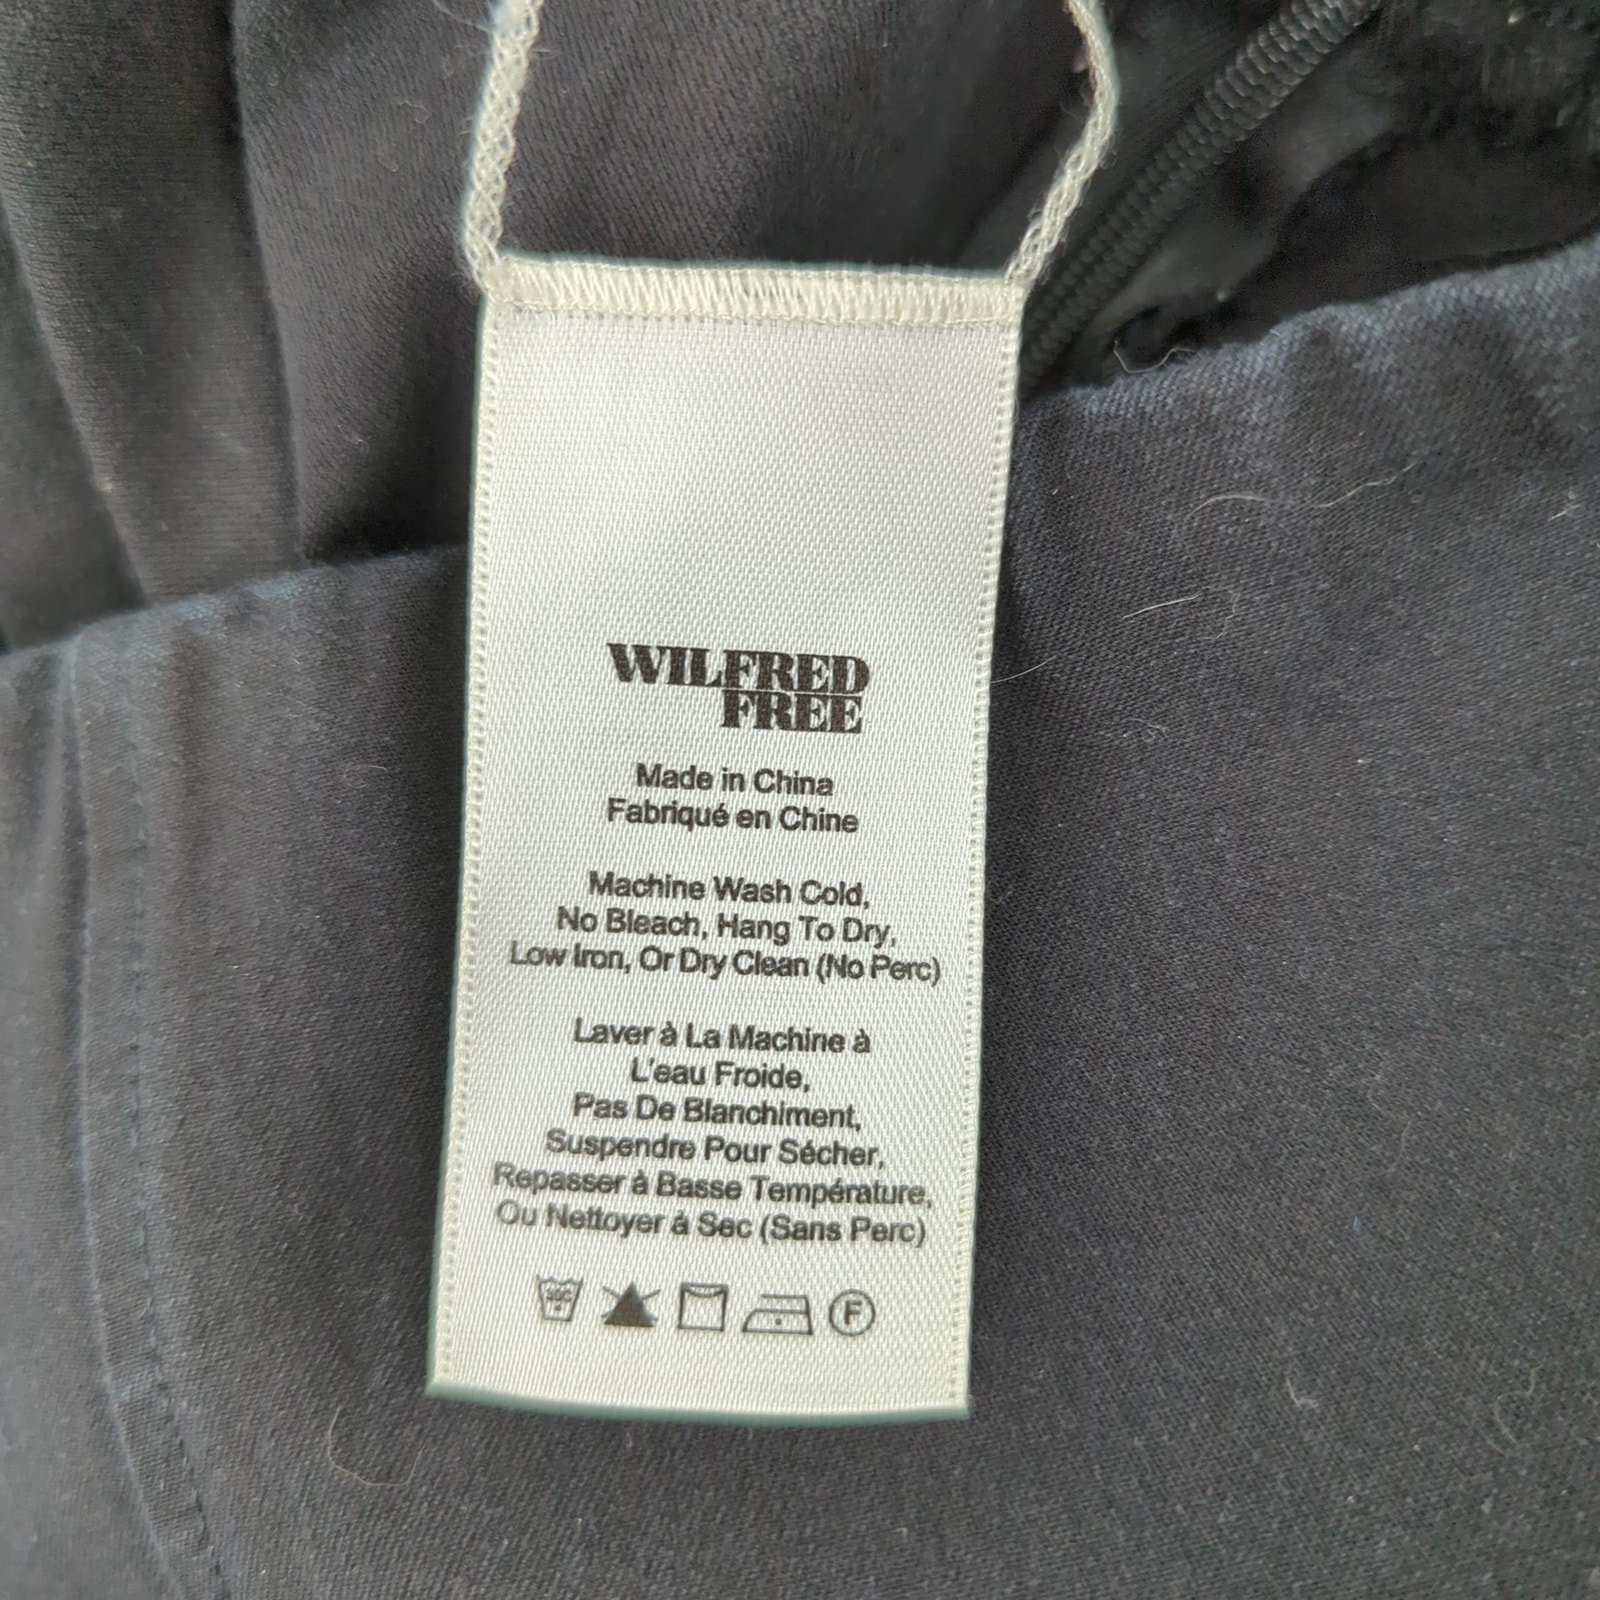 WILFRED
FREE
Made in China
Fabriqué en Chine
Machine Wash Cold,
No Bleach, Hang To Dry,
Low Iron, Or Dry Clean (No Perc)
Laver à La Machine à
L'eau Froide,
Pas De Blanchiment,
Suspendre Pour Sécher,
Repasser à Basse Température,
Ou Nettoyer à Sec (Sans Perc)
F